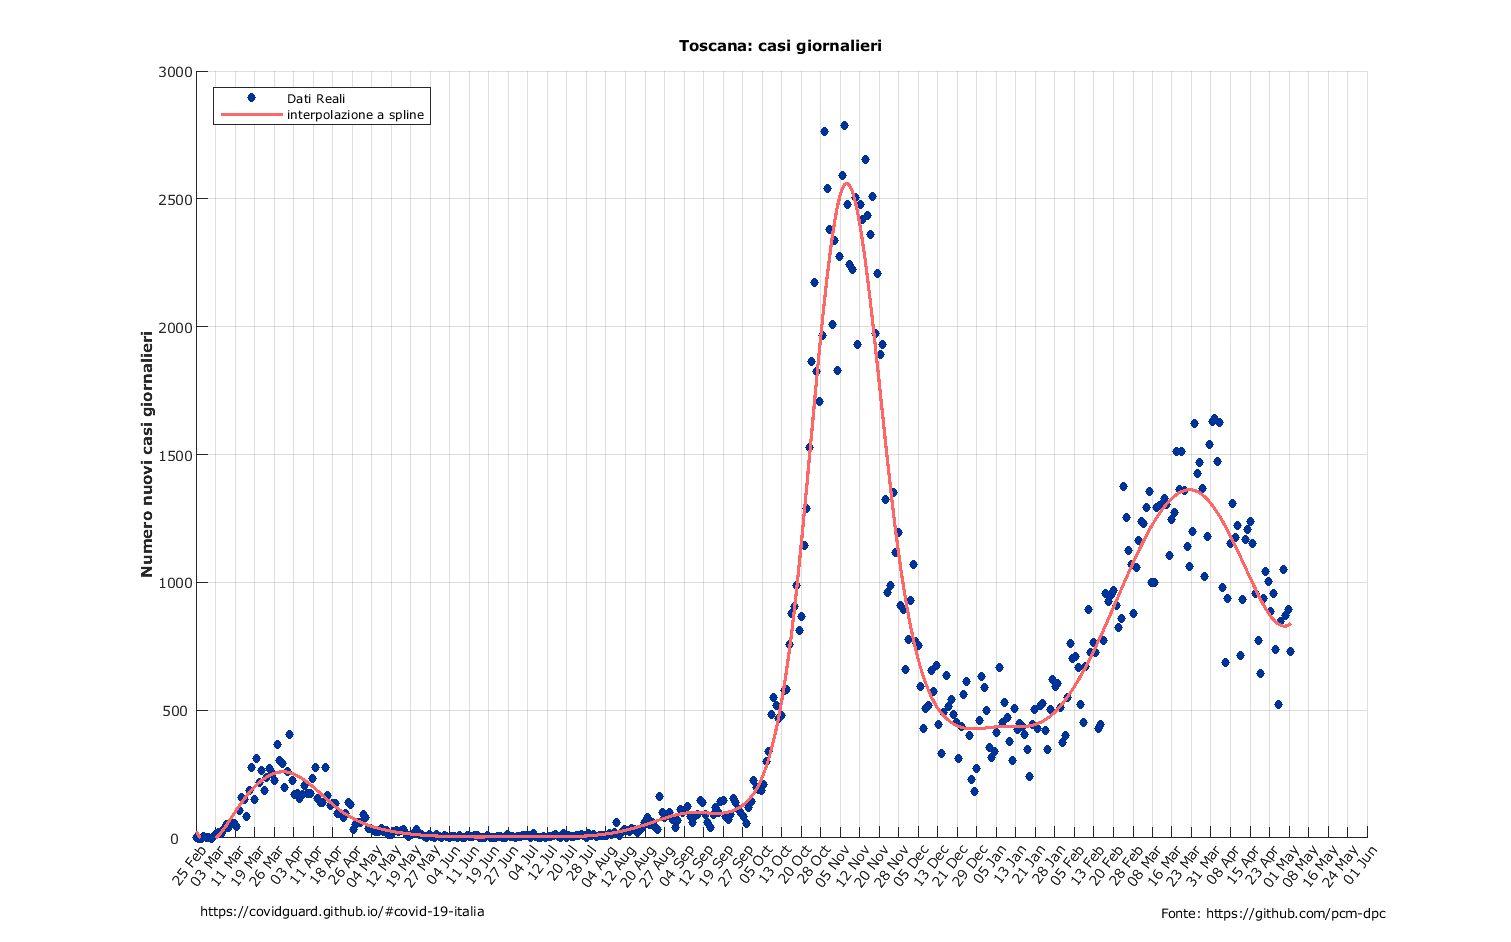 Toscana: casi giornalieri
Dati Reali
interpolazione a spline
Numero nuovi casi giornalieri
3000
2500
2000
1500
1000
500
0
25 Feb
03 Mar
11 Mar
19 Mar
26 Mar
03 Apr
11 Apr
18 Apr
26 Apr
04 May
12 May
19 May
27 May
04 Jun
11 Jun
19 Jun
27 Jun
04 Jul
12 Jul
20 Jul
28 Jul
04 Aug
12 Aug
20 Aug
27 Aug
04 Sep
12 Sep
19 Sep
27 Sep
05 Oct
13 Oct
20 Oct
28 Oct
05 Nov
12 Nov
20 Nov
28 Nov
05 Dec
13 Dec
21 Dec
29 Dec
05 Jan
13 Jan
21 Jan
28 Jan
05 Feb
13 Feb
20 Feb
28 Feb
08 Mar
16 Mar
23 Mar
31 Mar
08 Apr
15 Apr
23 Apr
01 May
08 May
16 May
24 May
01 Jun
https://covidguard.github.io/#covid-19-italia
Fonte: https://github.com/pcm-dpc